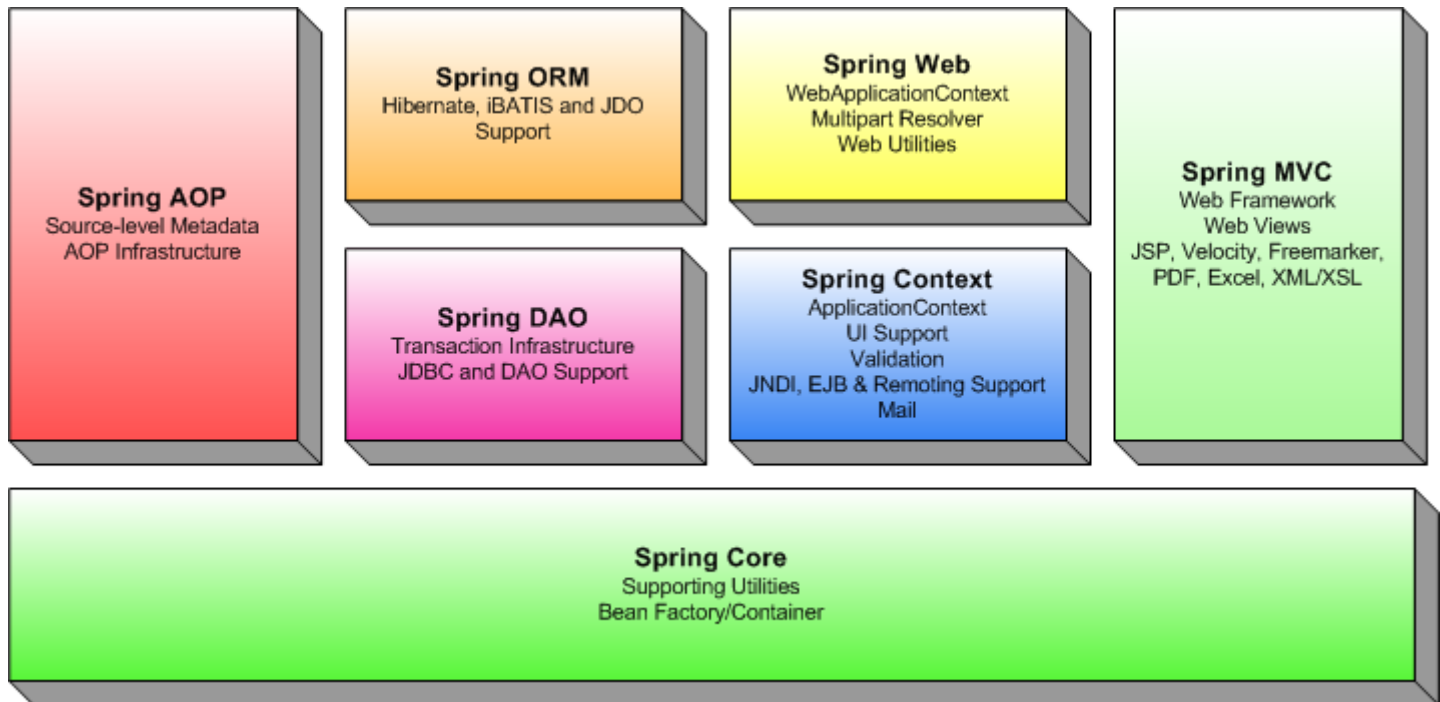 Spring AOP
Source-level Metadata
AOP Infrastructure
Spring ORM
Hibernate, iBATIS and JDO
Support
Spring DAO
Transaction Infrastructure
JDBC and DAO Support
Spring Web
WebApplicationContext
Multipart Resolver
Web Utilities
Spring Context
ApplicationContext
UI Support
Validation
JNDI, EJB & Remoting Support
Mail
Spring MVC
Web Framework
Web Views
JSP, Velocity, Freemarker,
PDF, Excel, XML/XSL
Spring Core
Supporting Utilities
Bean Factory/Container